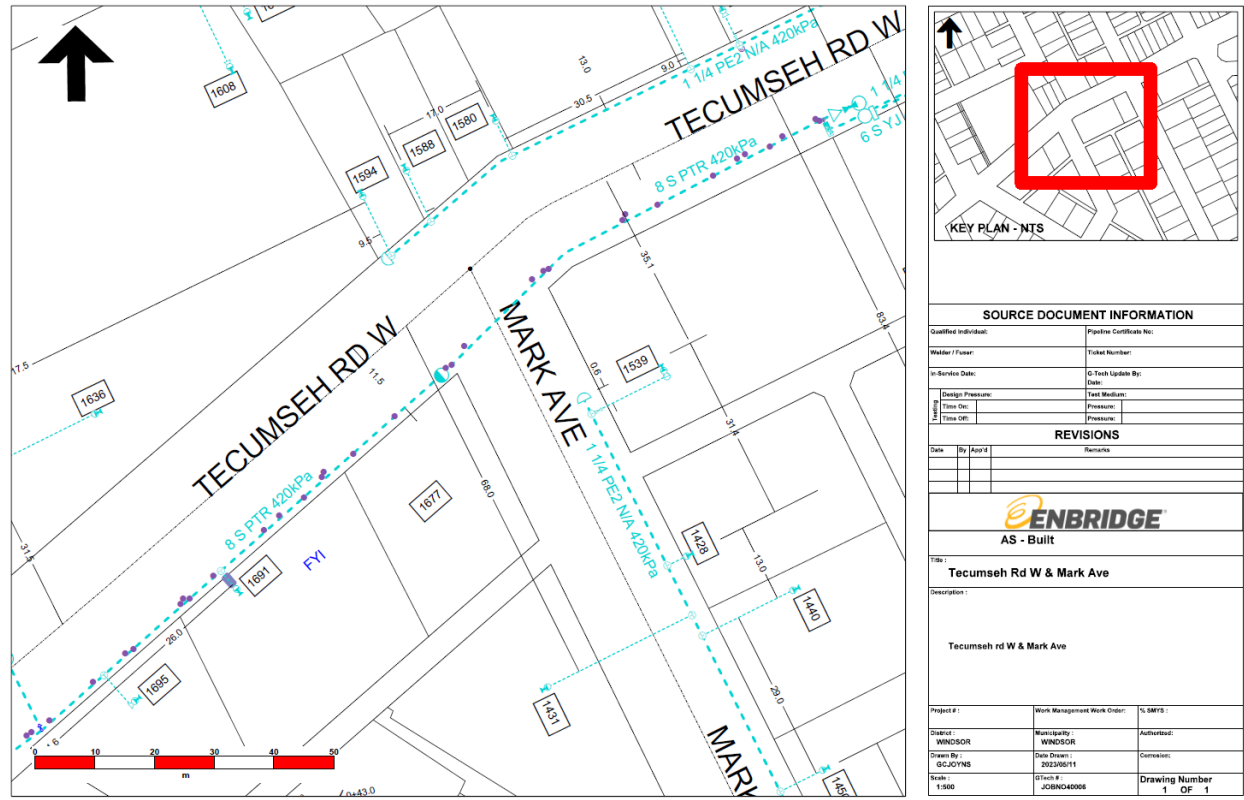 1608
1594
1588
1580
17.0
13.0
9.0
30.5
1 1/4 PE2 N/A 420kPa
TECUMSEH RD W
8 S PTR 420kPa
1 1/4
6 S YJ
9.5
17.5
1636
TECUMSEH RD W
11.5
MARK AVE
35.1
83.4
0.6
1539
31.4
1 1/4 PE2 N/A 420kPa
68.0
1677
8 S PTR 420kPa
FYI
1691
31.5
26.0
1695
1428
13.0
1440
29.0
1431
MARK
0 10 20 30 40 50
m
KEY PLAN - NTS
SOURCE DOCUMENT INFORMATION
Qualified Individual: Pipeline Certificate No:
Welder / Fuser: Ticket Number:
In-Service Date: G-Tech Update By:
Date:
Testing
Design Pressure: Test Medium:
Time On: Pressure:
Time Off: Pressure:
REVISIONS
Date By App'd Remarks
ENBRIDGE
AS - Built
Title :
Tecumseh Rd W & Mark Ave
Description :
Tecumseh rd W & Mark Ave
Project # : Work Management Work Order: % SMYS :
District : Municipality : Authorized:
WINDSOR WINDSOR
Drawn By : Date Drawn : Corrosion:
GCJOYNS 2023/05/11
Scale : GTech # : Drawing Number
1:500 JOBNO40006 1 OF 1